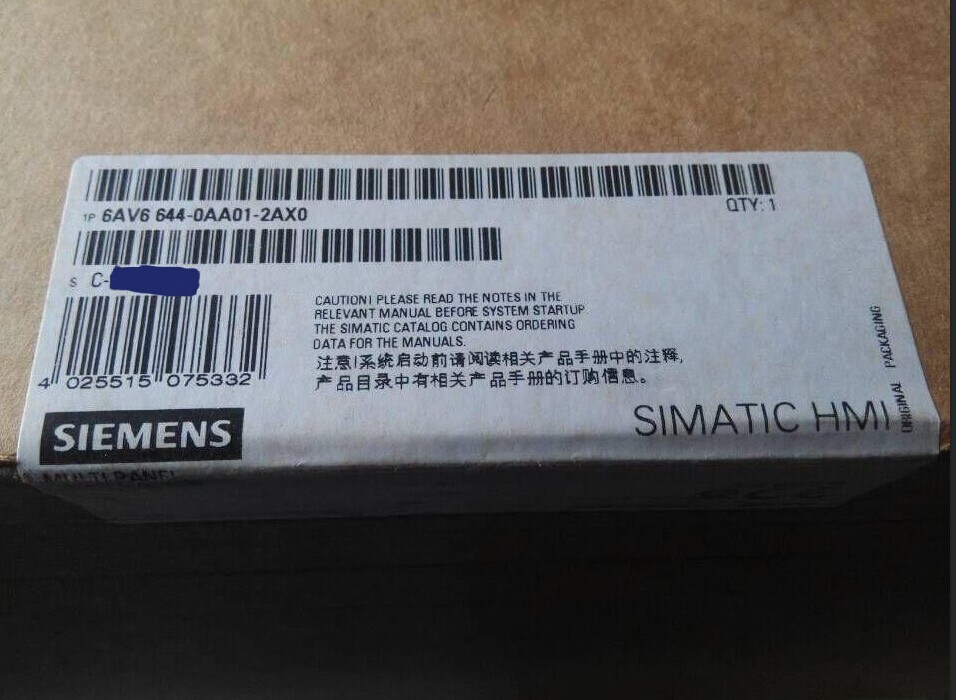 1P 6AV6 644-0AA01-2AX0
QTY: 1
S C-
CAUTION! PLEASE READ THE NOTES IN THE
RELEVANT MANUAL BEFORE SYSTEM STARTUP.
THE SIMATIC CATALOG CONTAINS ORDERING
DATA FOR THE MANUALS.
注意!系统启动前请阅读相关产品手册中的注释,
产品目录中有相关产品手册的订购信息。
4 025515 075332
ORIGINAL PACKAGING
SIEMENS
SIMATIC HMI
MULTI PANEL